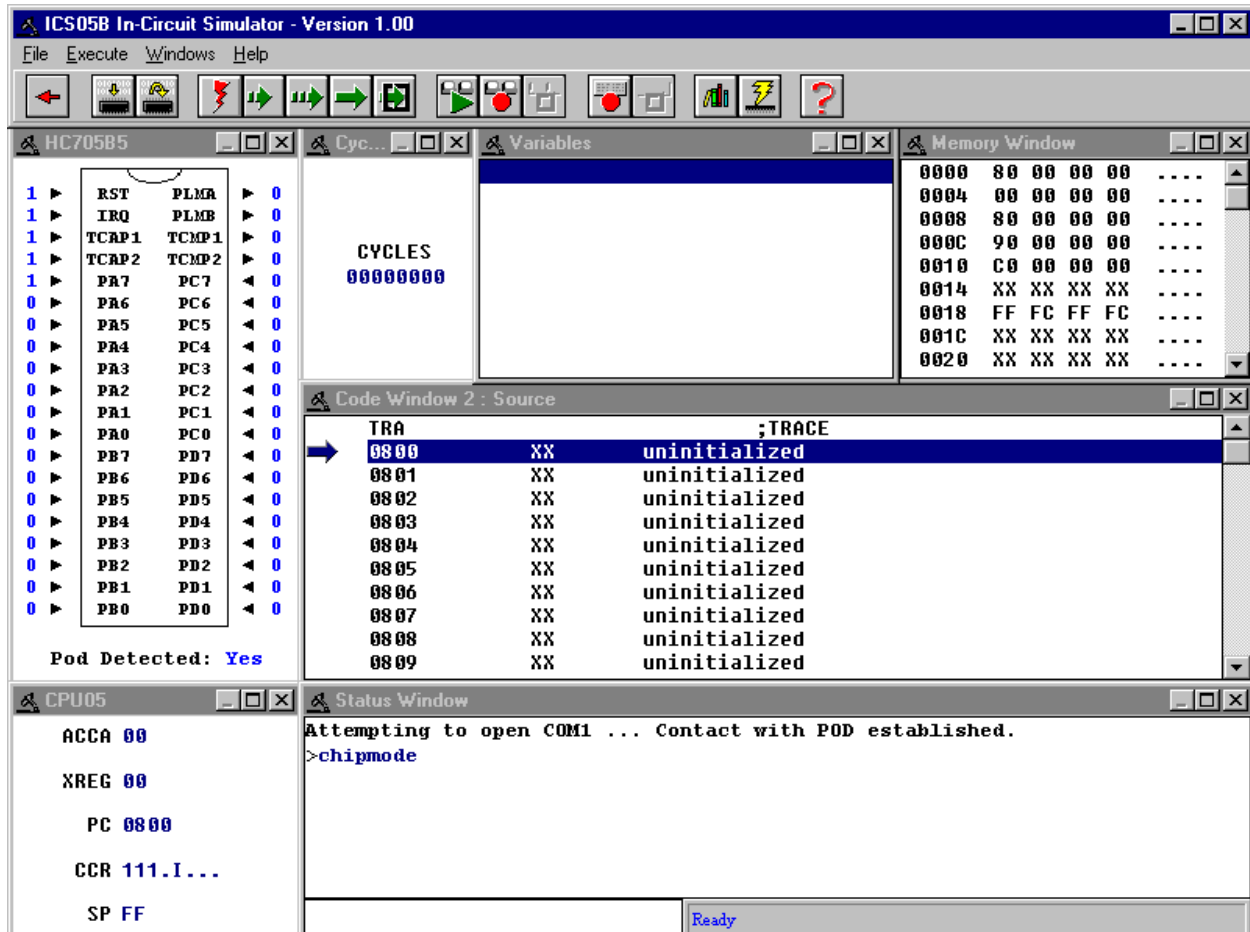 ICS05B In-Circuit Simulator - Version 1.00
File Execute Windows Help
HC705B5
1 RST PLMA 0
1 IRQ PLMB 0
1 TCAP1 TCMP1 0
1 TCAP2 TCMP2 0
1 PA7 PC7 0
0 PA6 PC6 0
0 PA5 PC5 0
0 PA4 PC4 0
0 PA3 PC3 0
0 PA2 PC2 0
0 PA1 PC1 0
0 PA0 PC0 0
0 PB7 PD7 0
0 PB6 PD6 0
0 PB5 PD5 0
0 PB4 PD4 0
0 PB3 PD3 0
0 PB2 PD2 0
0 PB1 PD1 0
0 PB0 PD0 0
Pod Detected: Yes
Cyc...
CYCLES
00000000
Variables
Memory Window
0000 80 00 00 00 ....
0004 00 00 00 00 ....
0008 80 00 00 00 ....
000C 90 00 00 00 ....
0010 C0 00 00 00 ....
0014 XX XX XX XX ....
0018 FF FC FF FC ....
001C XX XX XX XX ....
0020 XX XX XX XX ....
Code Window 2 : Source
TRA ;TRACE
0800 XX uninitialized
0801 XX uninitialized
0802 XX uninitialized
0803 XX uninitialized
0804 XX uninitialized
0805 XX uninitialized
0806 XX uninitialized
0807 XX uninitialized
0808 XX uninitialized
0809 XX uninitialized
CPU05
ACCA 00
XREG 00
PC 0800
CCR 111.I...
SP FF
Status Window
Attempting to open COM1 ... Contact with POD established.
>chipmode
Ready